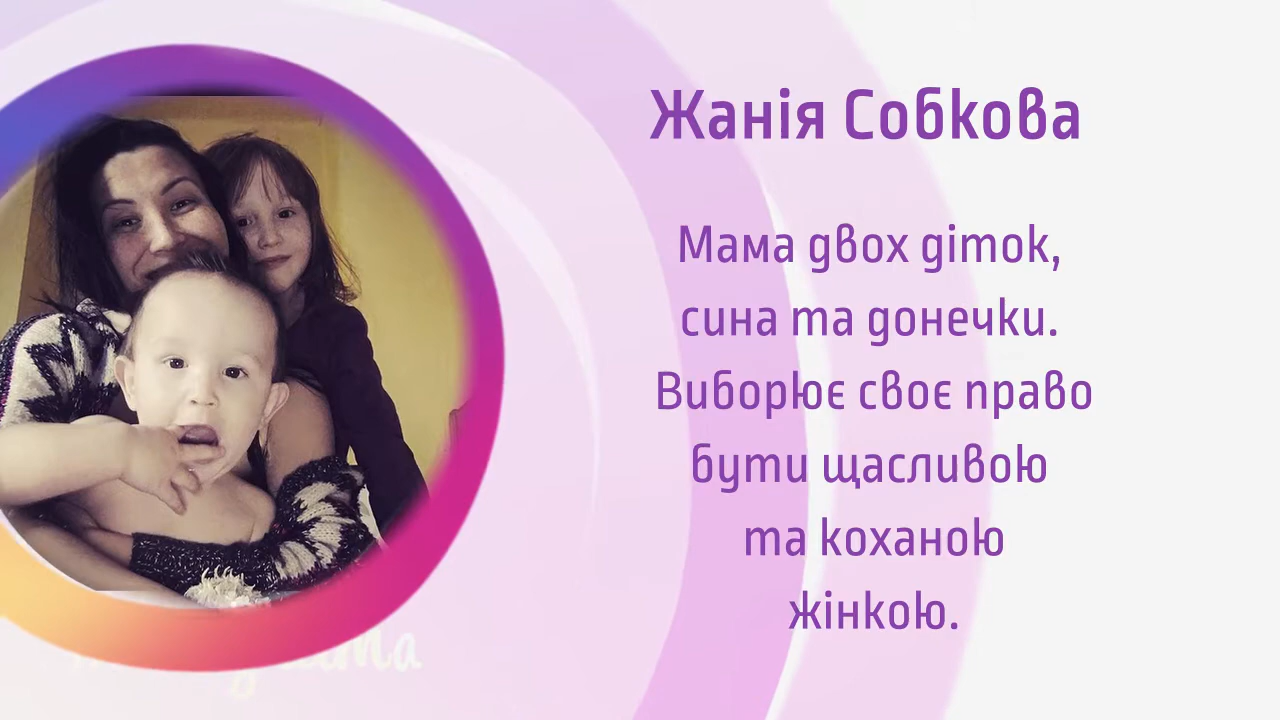 Жанія Собкова
Мама двох діток,
сина та донечки.
Виборює своє право
бути щасливою
та коханою
жінкою.